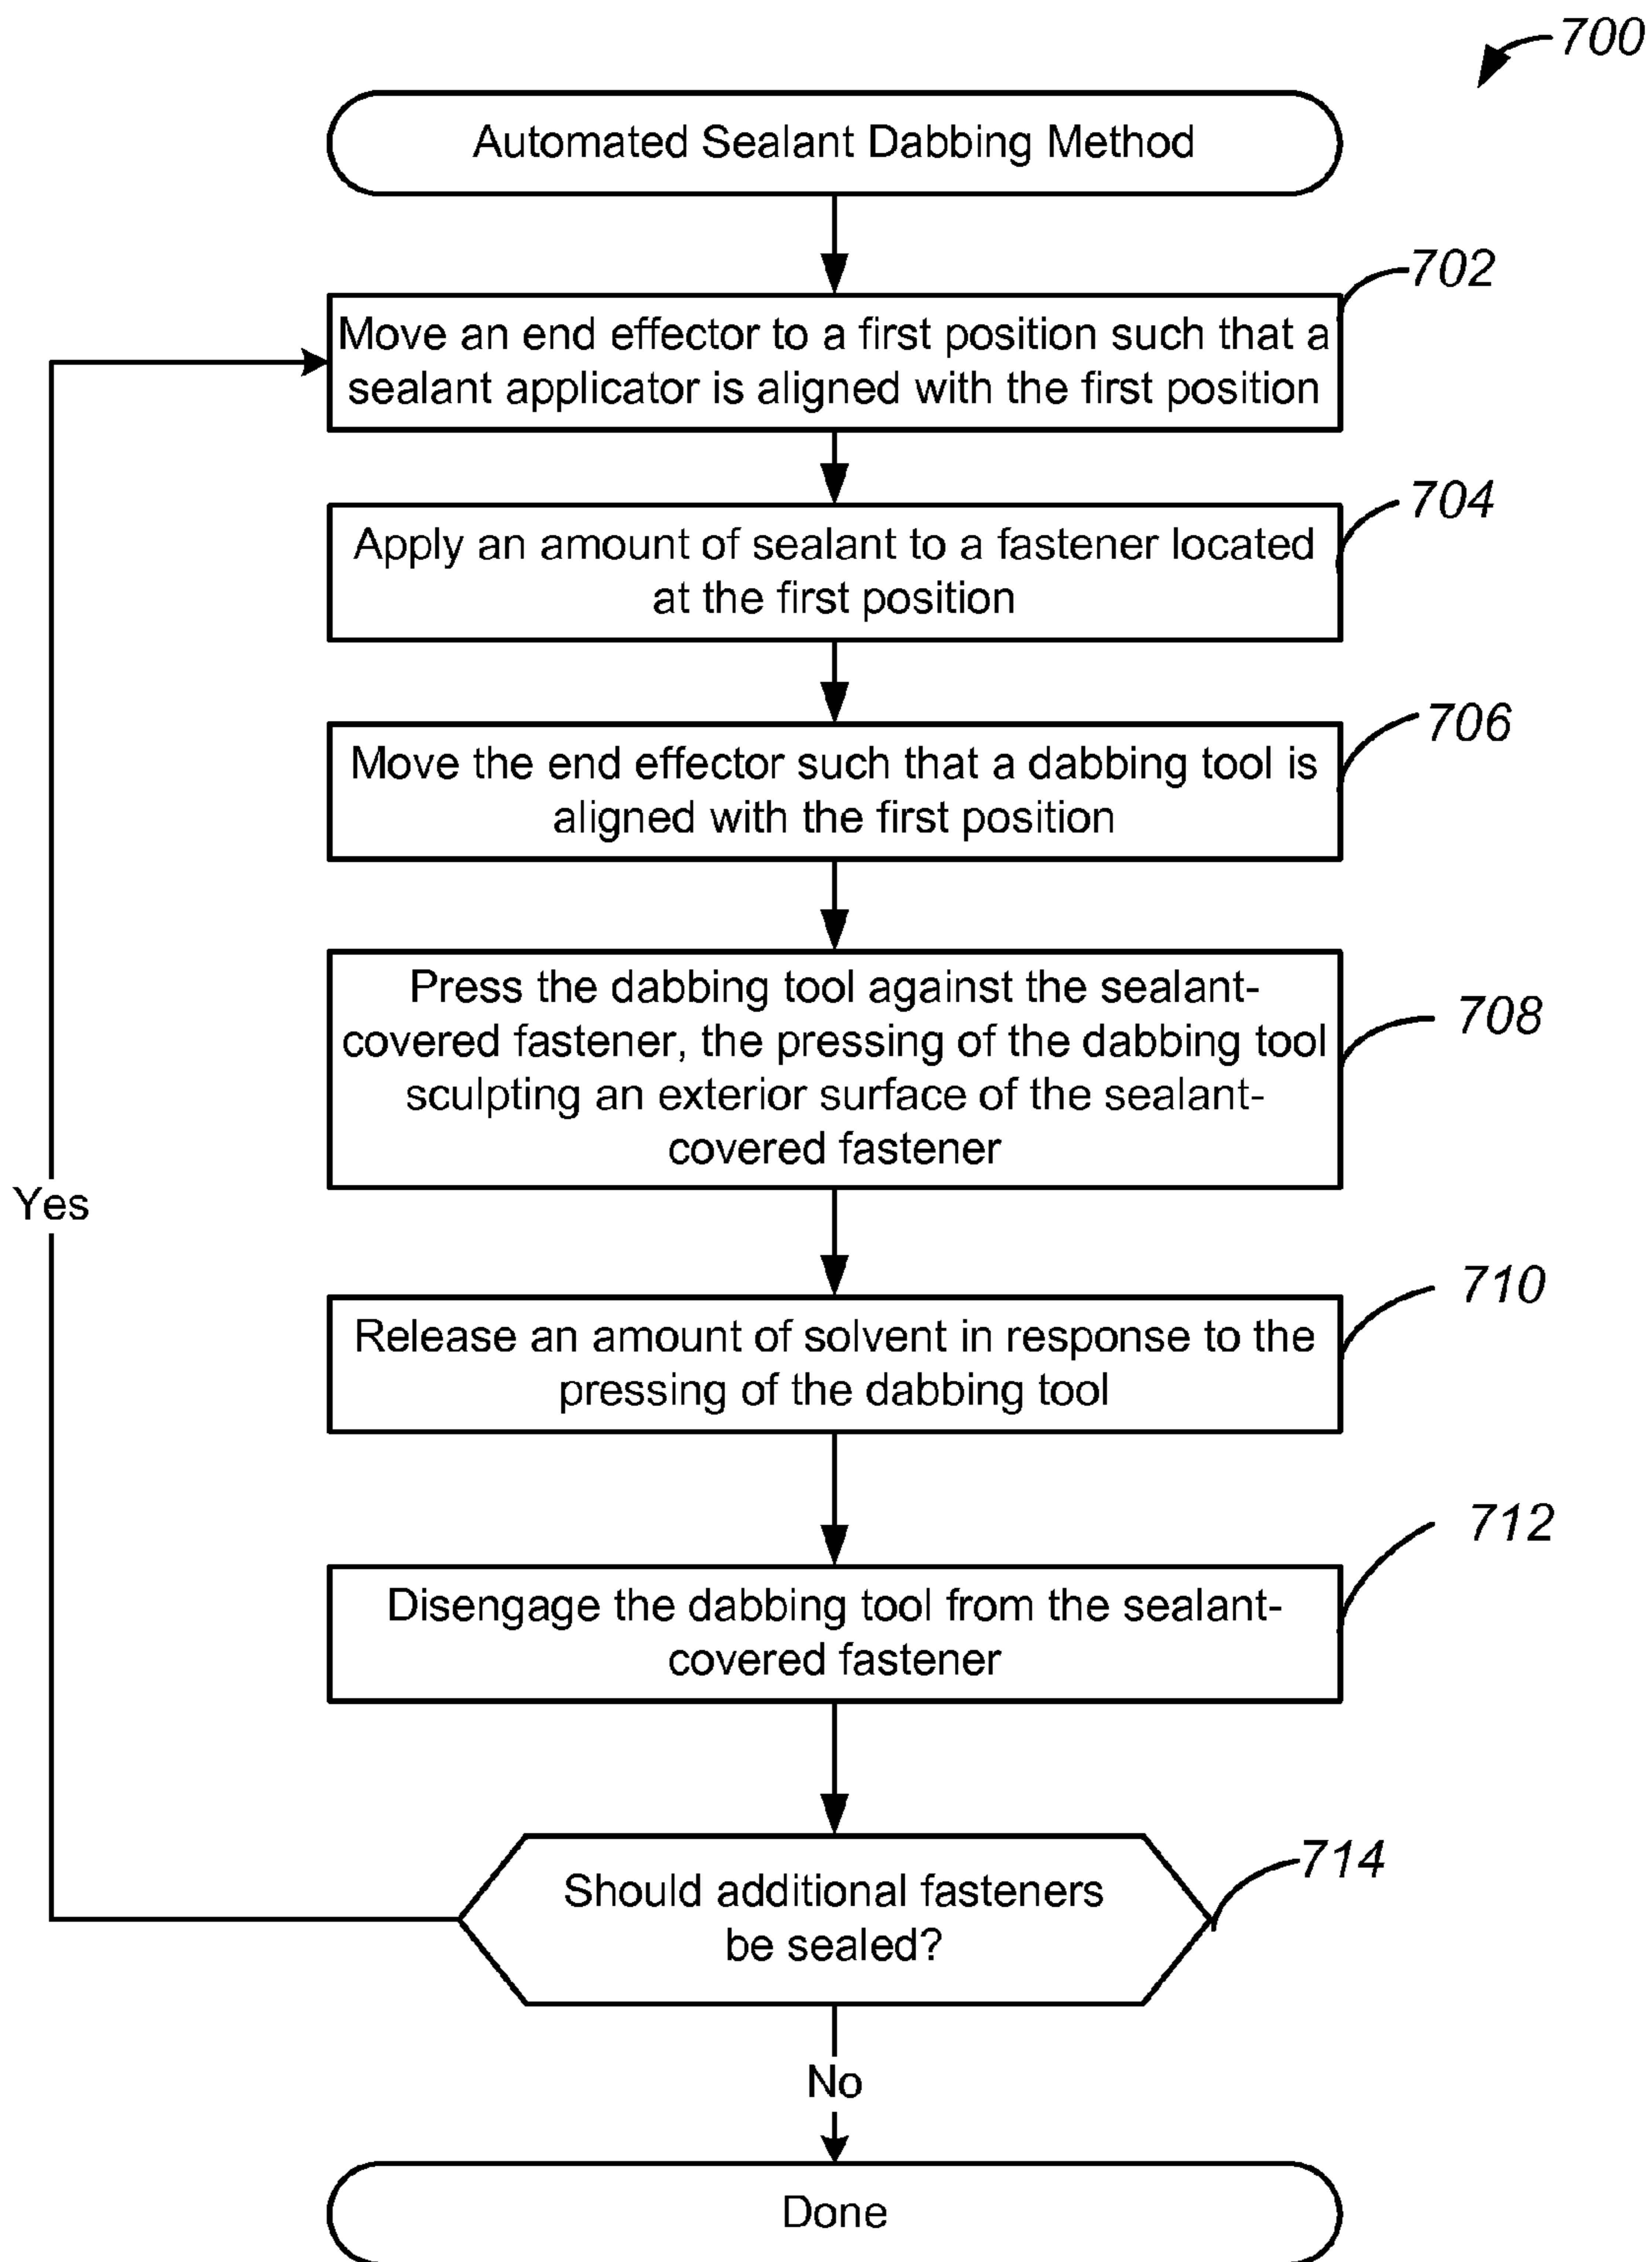 700
Automated Sealant Dabbing Method
702
Move an end effector to a first position such that a
sealant applicator is aligned with the first position
704
Apply an amount of sealant to a fastener located
at the first position
706
Move the end effector such that a dabbing tool is
aligned with the first position
708
Press the dabbing tool against the sealant-
covered fastener, the pressing of the dabbing tool
sculpting an exterior surface of the sealant-
covered fastener
Yes
710
Release an amount of solvent in response to the
pressing of the dabbing tool
712
Disengage the dabbing tool from the sealant-
covered fastener
714
Should additional fasteners
be sealed?
No
Done